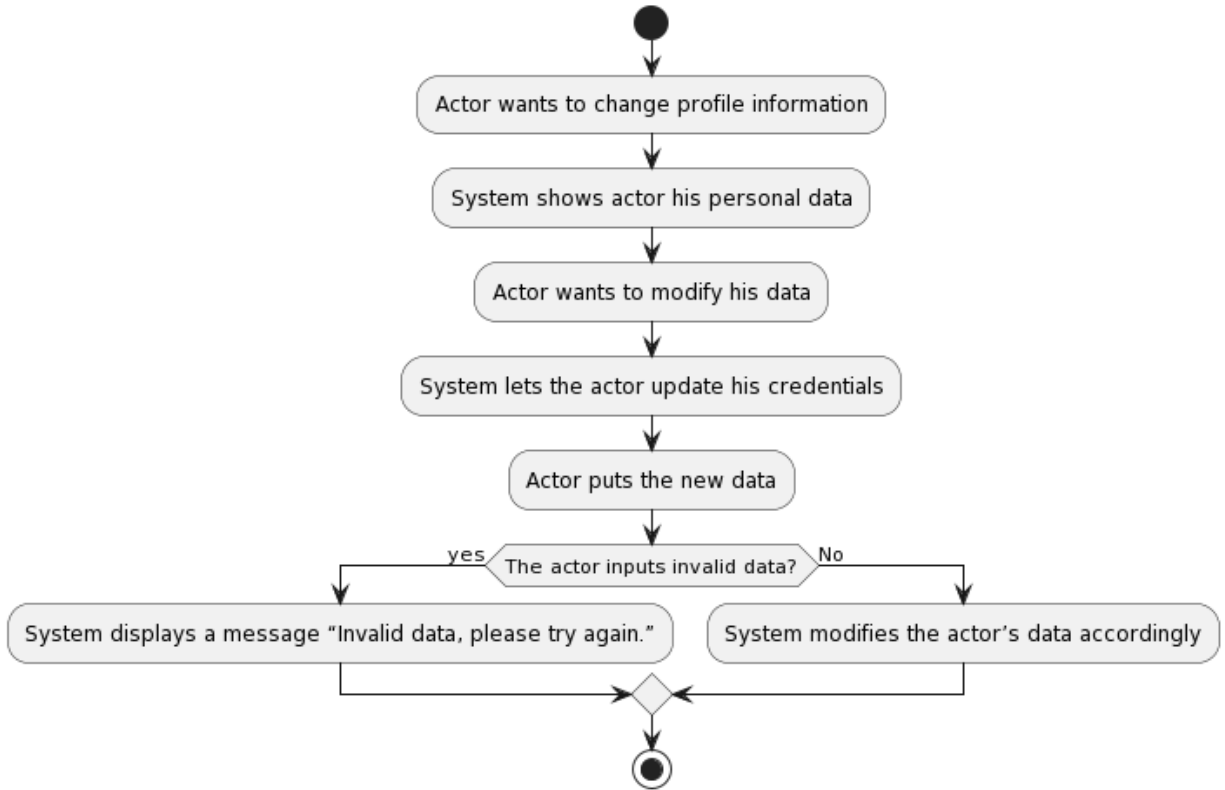 Actor wants to change profile information
System shows actor his personal data
Actor wants to modify his data
System lets the actor update his credentials
Actor puts the new data
yes
The actor inputs invalid data?
No
System displays a message “Invalid data, please try again.”
System modifies the actor’s data accordingly